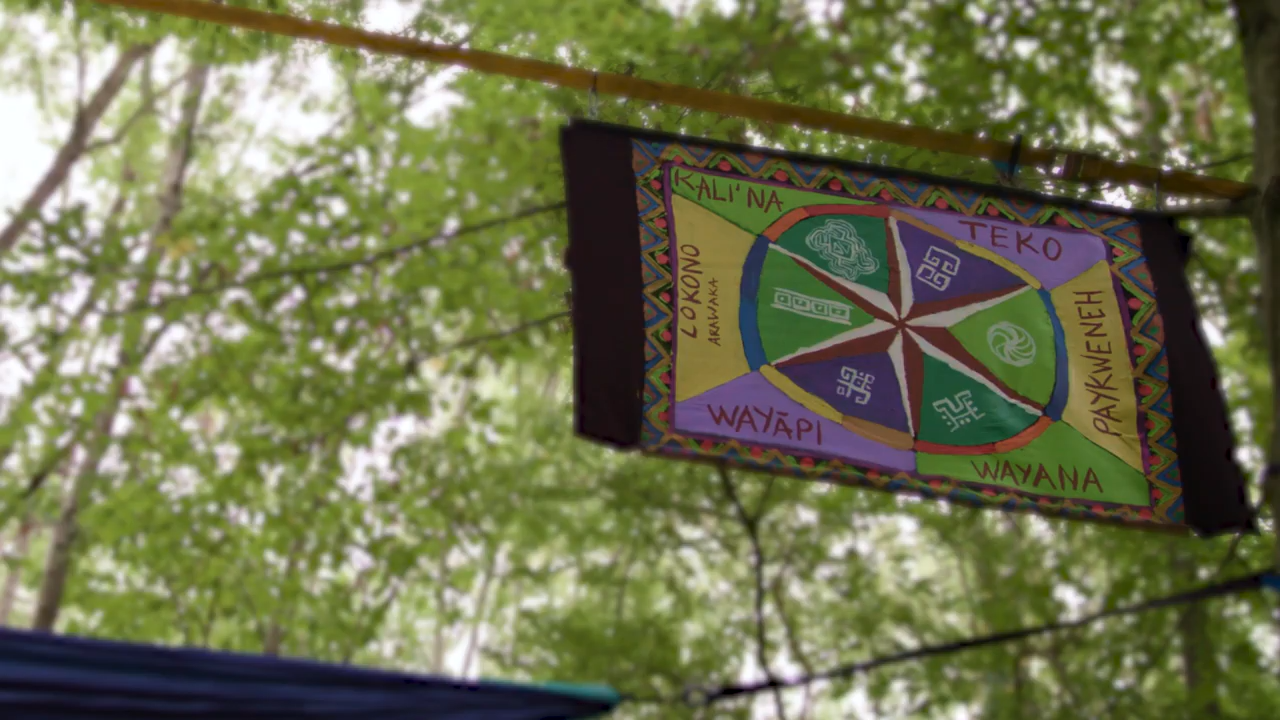 KALI'NA
TEKO
LOKONO
ARAWAKA
PAYKWENEH
WAYÃPI
WAYANA